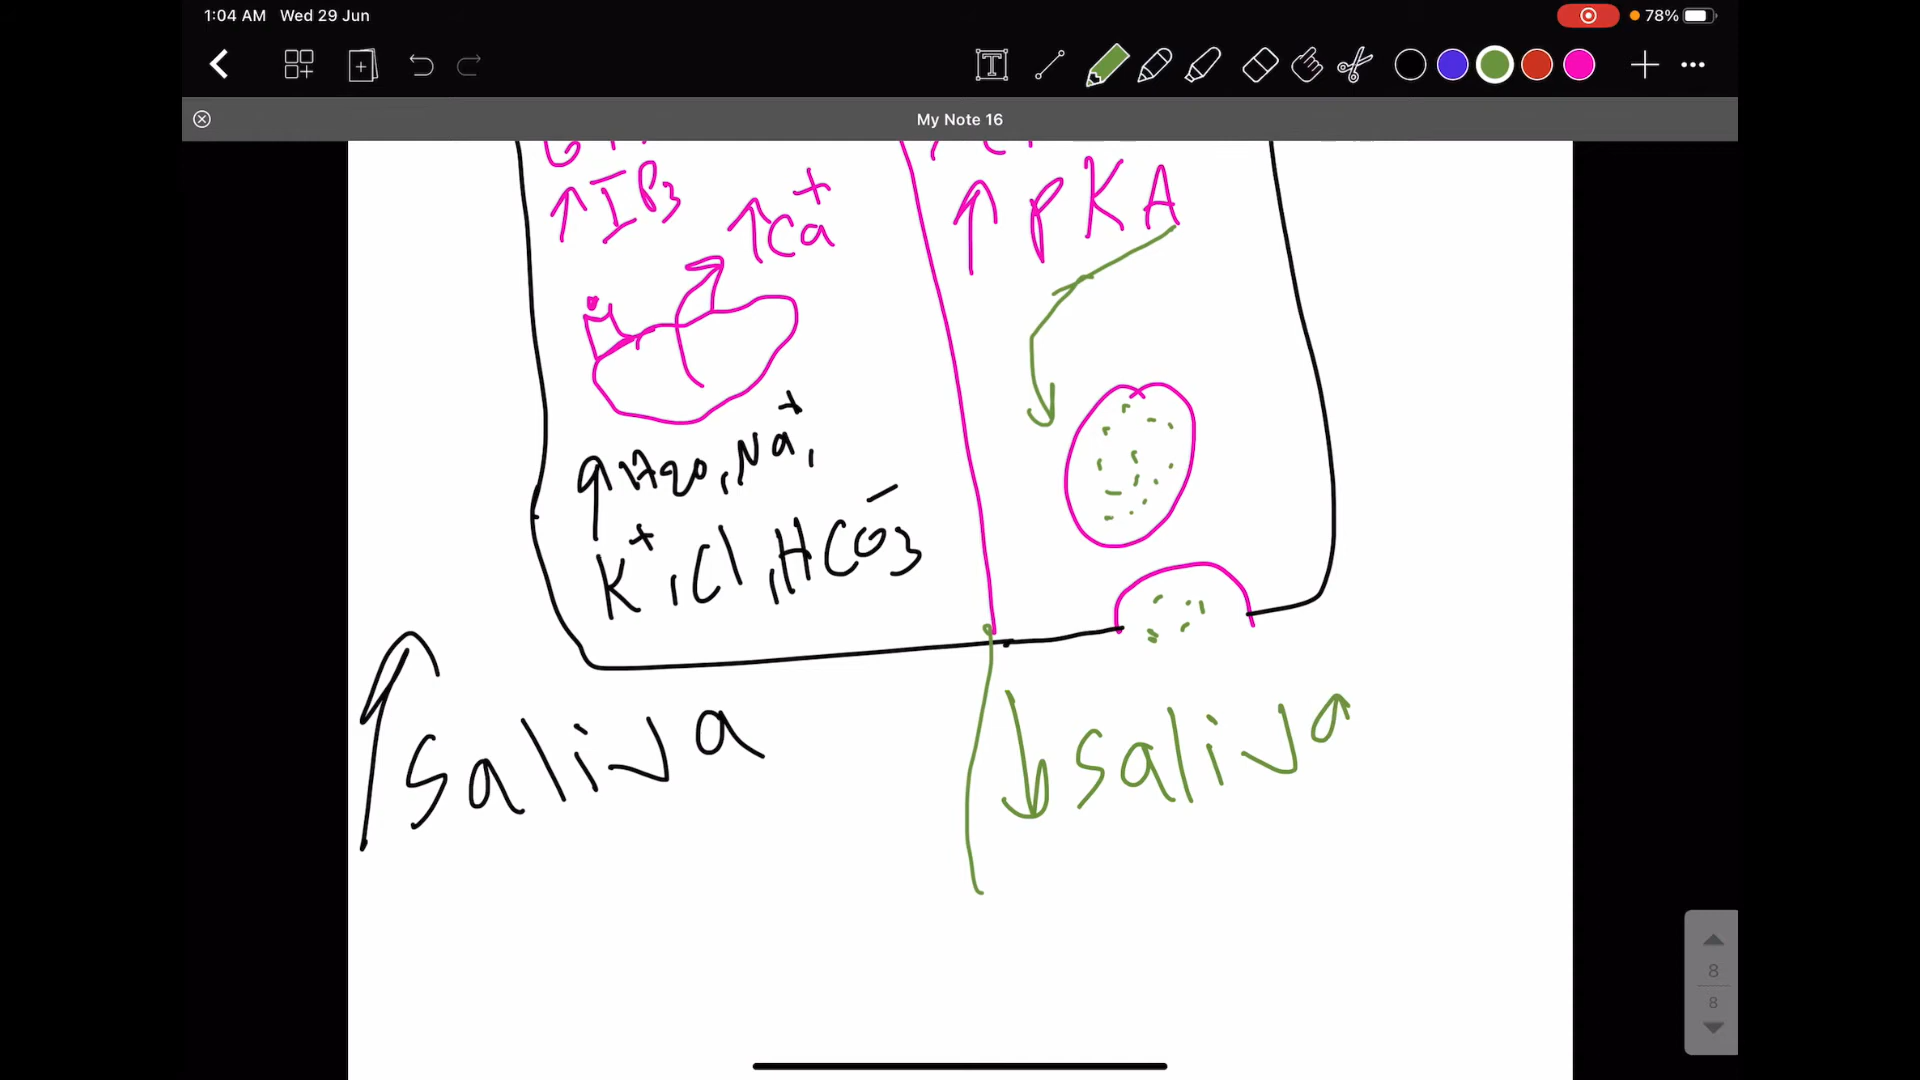 1:04 AM Wed 29 Jun
78%
T
My Note 16
↑IP3
↑Ca+
↑PKA
↑H2O, Na+,
K+, Cl, HCO3-
↑Saliva
↓Saliva
8
8